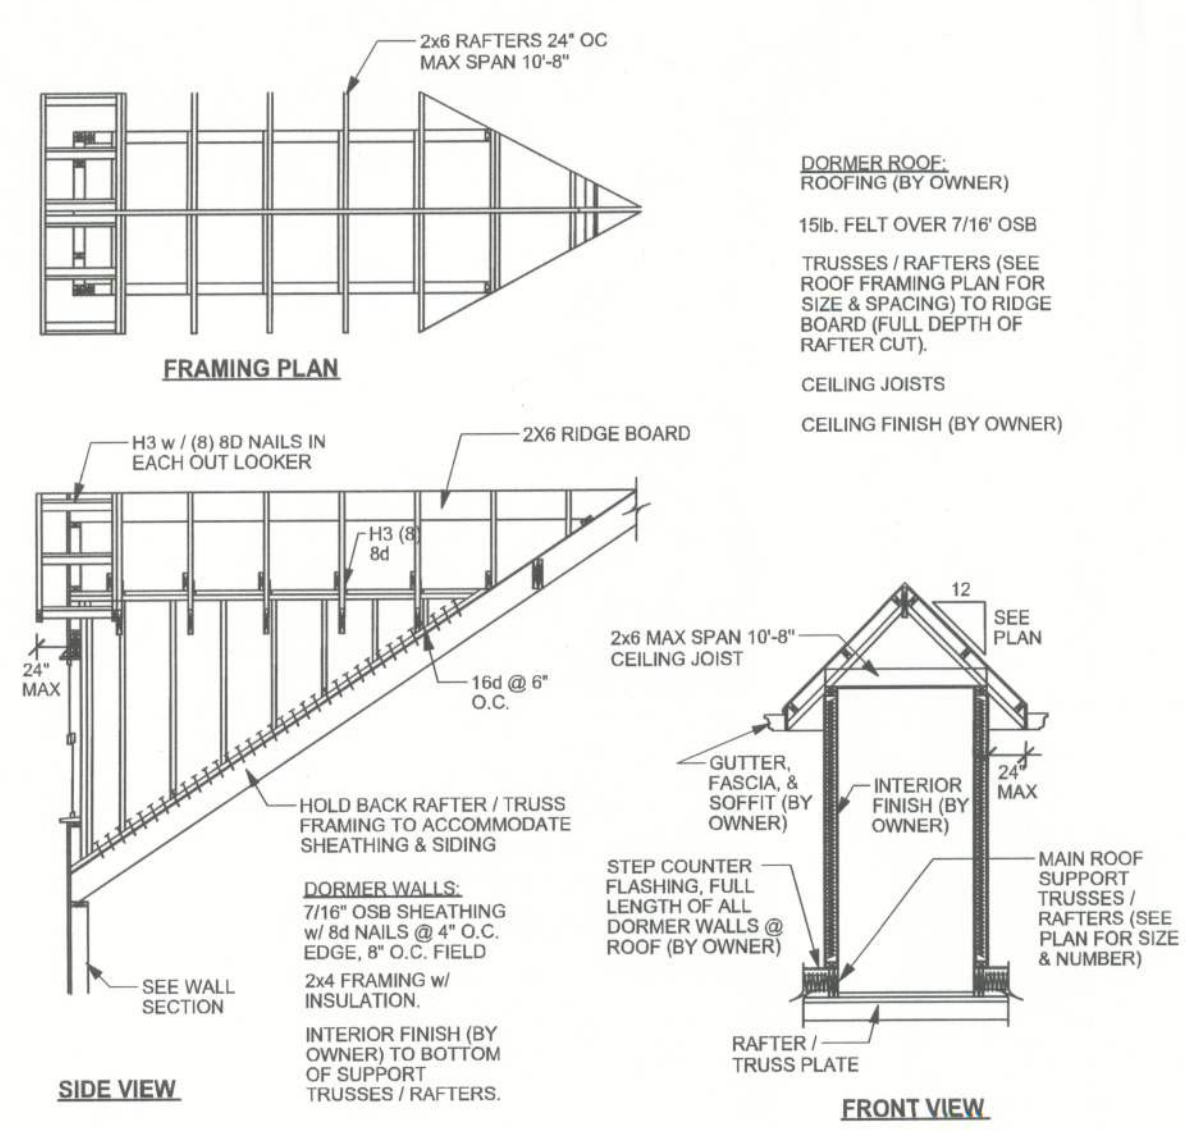 2x6 RAFTERS 24" OC
MAX SPAN 10'-8"
FRAMING PLAN
DORMER ROOF:
ROOFING (BY OWNER)
15lb. FELT OVER 7/16' OSB
TRUSSES / RAFTERS (SEE
ROOF FRAMING PLAN FOR
SIZE & SPACING) TO RIDGE
BOARD (FULL DEPTH OF
RAFTER CUT).
CEILING JOISTS
CEILING FINISH (BY OWNER)
H3 w / (8) 8D NAILS IN
EACH OUT LOOKER
2X6 RIDGE BOARD
H3 (8)
8d
24"
MAX
16d @ 6"
O.C.
HOLD BACK RAFTER / TRUSS
FRAMING TO ACCOMMODATE
SHEATHING & SIDING
DORMER WALLS:
7/16" OSB SHEATHING
w/ 8d NAILS @ 4" O.C.
EDGE, 8" O.C. FIELD
2x4 FRAMING w/
INSULATION.
INTERIOR FINISH (BY
OWNER) TO BOTTOM
OF SUPPORT
TRUSSES / RAFTERS.
SEE WALL
SECTION
SIDE VIEW
12
SEE
PLAN
2x6 MAX SPAN 10'-8"
CEILING JOIST
GUTTER,
FASCIA, &
SOFFIT (BY
OWNER)
INTERIOR
FINISH (BY
OWNER)
24"
MAX
STEP COUNTER
FLASHING, FULL
LENGTH OF ALL
DORMER WALLS @
ROOF (BY OWNER)
MAIN ROOF
SUPPORT
TRUSSES /
RAFTERS (SEE
PLAN FOR SIZE
& NUMBER)
RAFTER /
TRUSS PLATE
FRONT VIEW